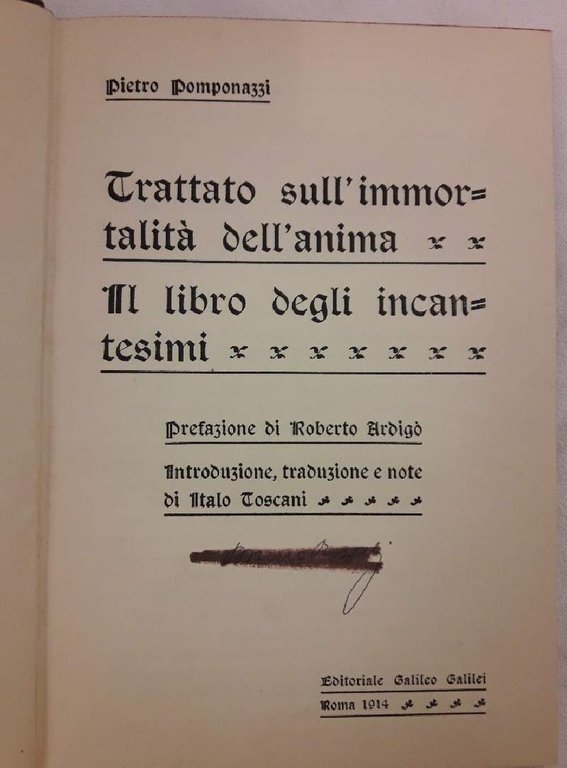 Pietro Pomponazzi
Trattato sull'immor=
talità dell'anima
Il libro degli incan=
tesimi
Prefazione di Roberto Ardigò
Introduzione, traduzione e note
di Italo Toscani
Editoriale Galileo Galilei
Roma 1914